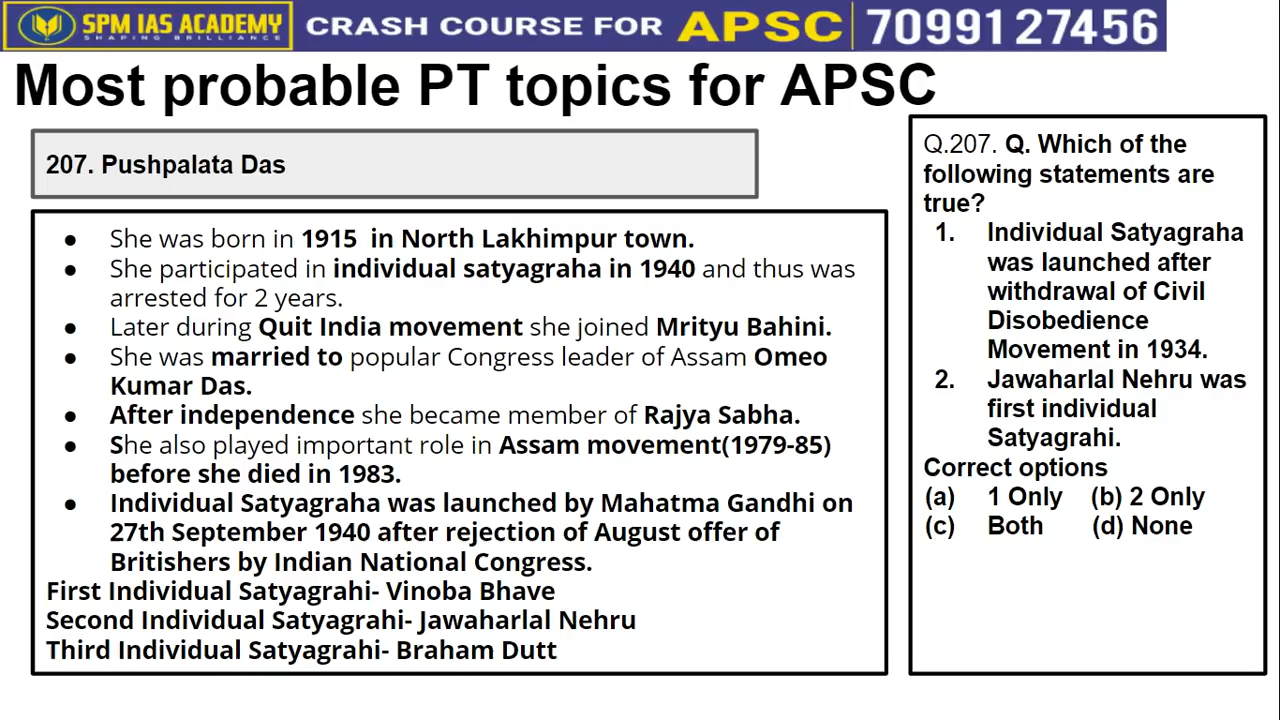 SPM IAS ACADEMY
SHAPING BRILLIANCE
CRASH COURSE FOR APSC 7099127456
Most probable PT topics for APSC
207. Pushpalata Das
● She was born in 1915 in North Lakhimpur town.
● She participated in individual satyagraha in 1940 and thus was
arrested for 2 years.
● Later during Quit India movement she joined Mrityu Bahini.
● She was married to popular Congress leader of Assam Omeo
Kumar Das.
● After independence she became member of Rajya Sabha.
● She also played important role in Assam movement(1979-85)
before she died in 1983.
● Individual Satyagraha was launched by Mahatma Gandhi on
27th September 1940 after rejection of August offer of
Britishers by Indian National Congress.
First Individual Satyagrahi- Vinoba Bhave
Second Individual Satyagrahi- Jawaharlal Nehru
Third Individual Satyagrahi- Braham Dutt
Q.207. Q. Which of the
following statements are
true?
1. Individual Satyagraha
was launched after
withdrawal of Civil
Disobedience
Movement in 1934.
2. Jawaharlal Nehru was
first individual
Satyagrahi.
Correct options
(a) 1 Only (b) 2 Only
(c) Both (d) None